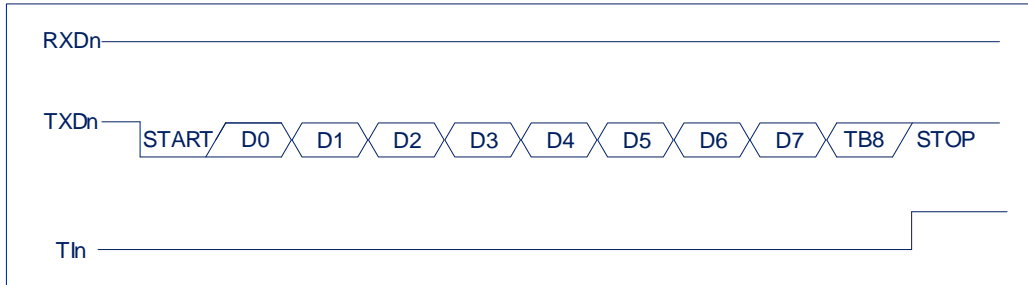 RXDn
TXDn
START D0 D1 D2 D3 D4 D5 D6 D7 TB8 STOP
TIn